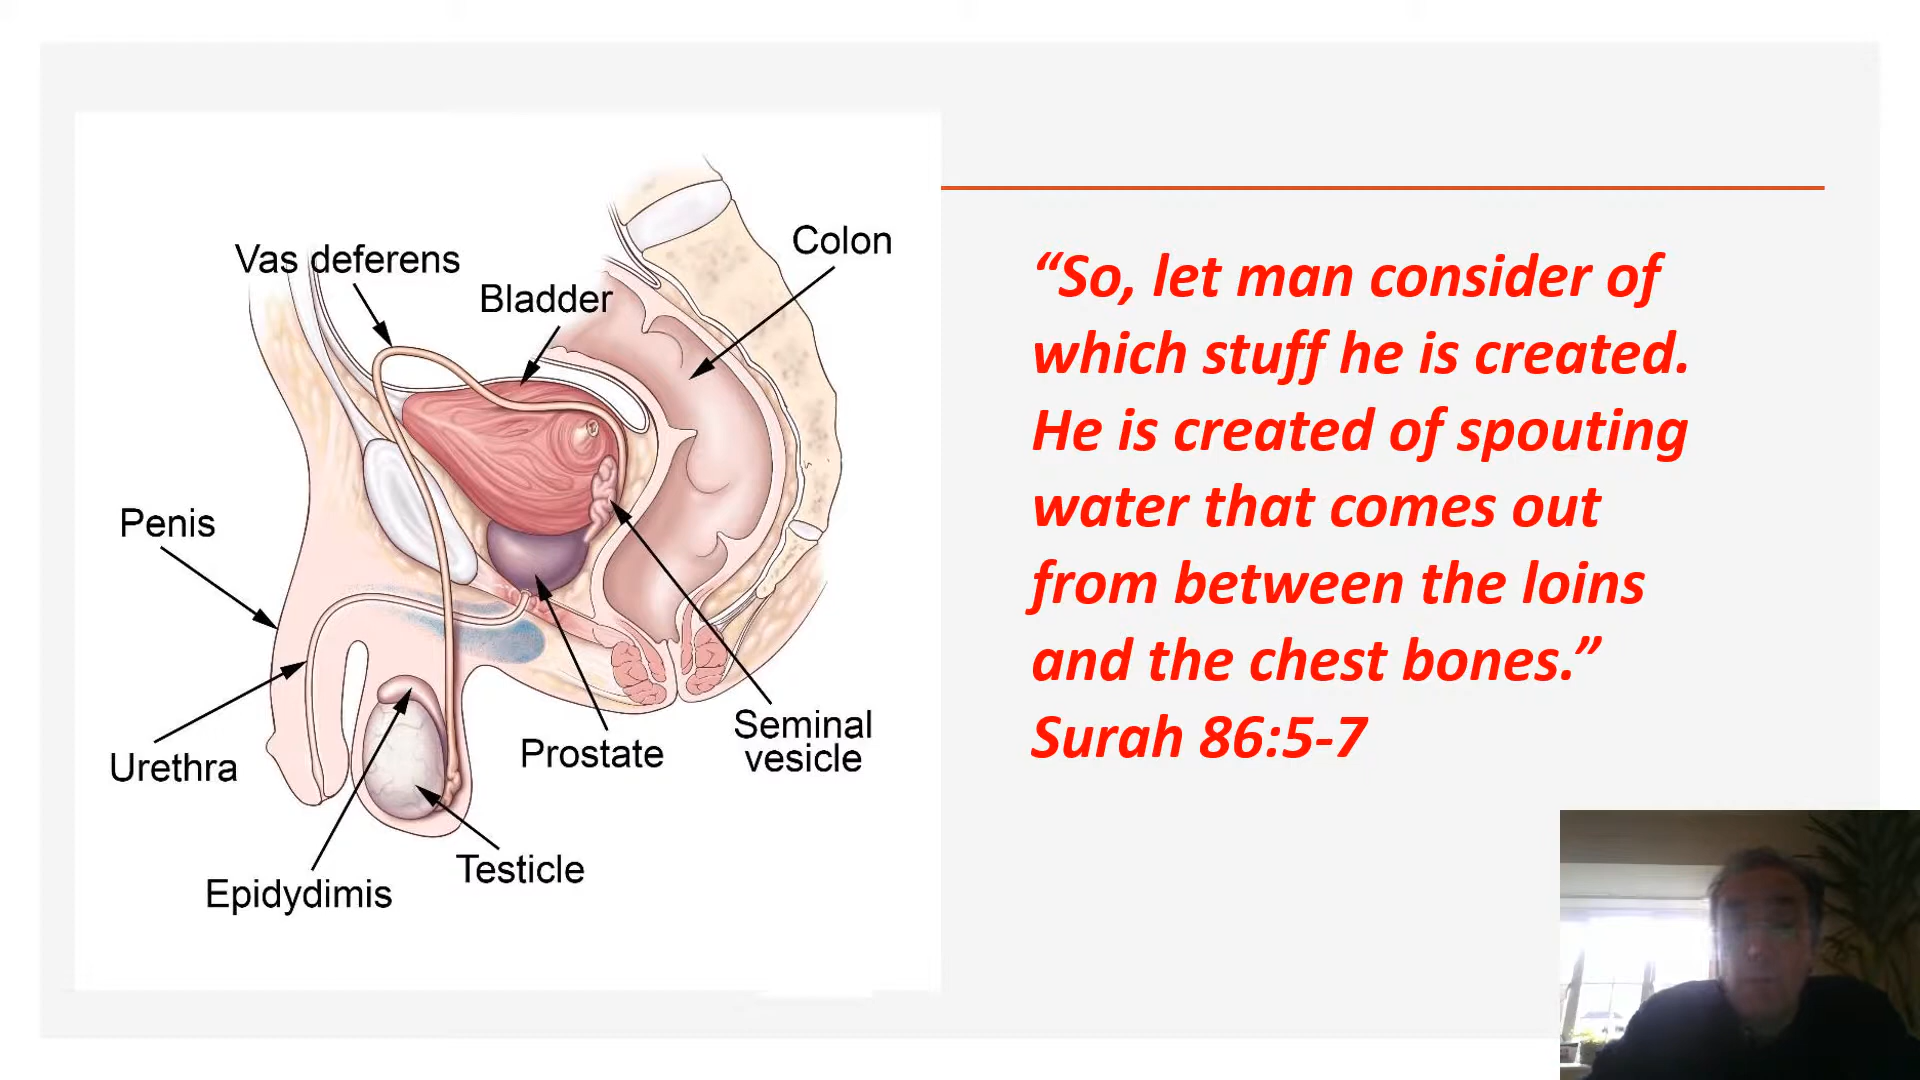 Vas deferens
Bladder
Colon
Penis
Urethra
Epidydimis
Testicle
Prostate
Seminal
vesicle
“So, let man consider of
which stuff he is created.
He is created of spouting
water that comes out
from between the loins
and the chest bones.”
Surah 86:5-7